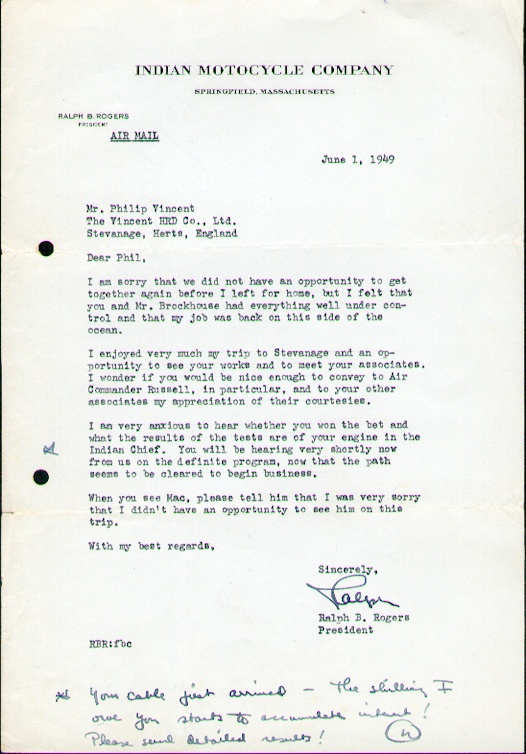 INDIAN MOTOCYCLE COMPANY
SPRINGFIELD, MASSACHUSETTS
RALPH B. ROGERS
PRESIDENT
AIR MAIL
June 1, 1949
Mr. Philip Vincent
The Vincent HRD Co., Ltd.
Stevanage, Herts, England
Dear Phil,
I am sorry that we did not have an opportunity to get
together again before I left for home, but I felt that
you and Mr. Brockhouse had everything well under con-
trol and that my job was back on this side of the
ocean.
I enjoyed very much my trip to Stevanage and an op-
portunity to see your works and to meet your associates.
I wonder if you would be nice enough to convey to Air
Commander Russell, in particular, and to your other
associates my appreciation of their courtesies.
I am very anxious to hear whether you won the bet and
what the results of the tests are of your engine in the
Indian Chief. You will be hearing very shortly now
from us on the definite program, now that the path
seems to be cleared to begin business.
When you see Mac, please tell him that I was very sorry
that I didn't have an opportunity to see him on this
trip.
With my best regards,
Sincerely,
Ralph
Ralph B. Rogers
President
RBR:fbc
* Your cable just arrived – The shilling I
owe you starts to accumulate interest!
Please send detailed results!